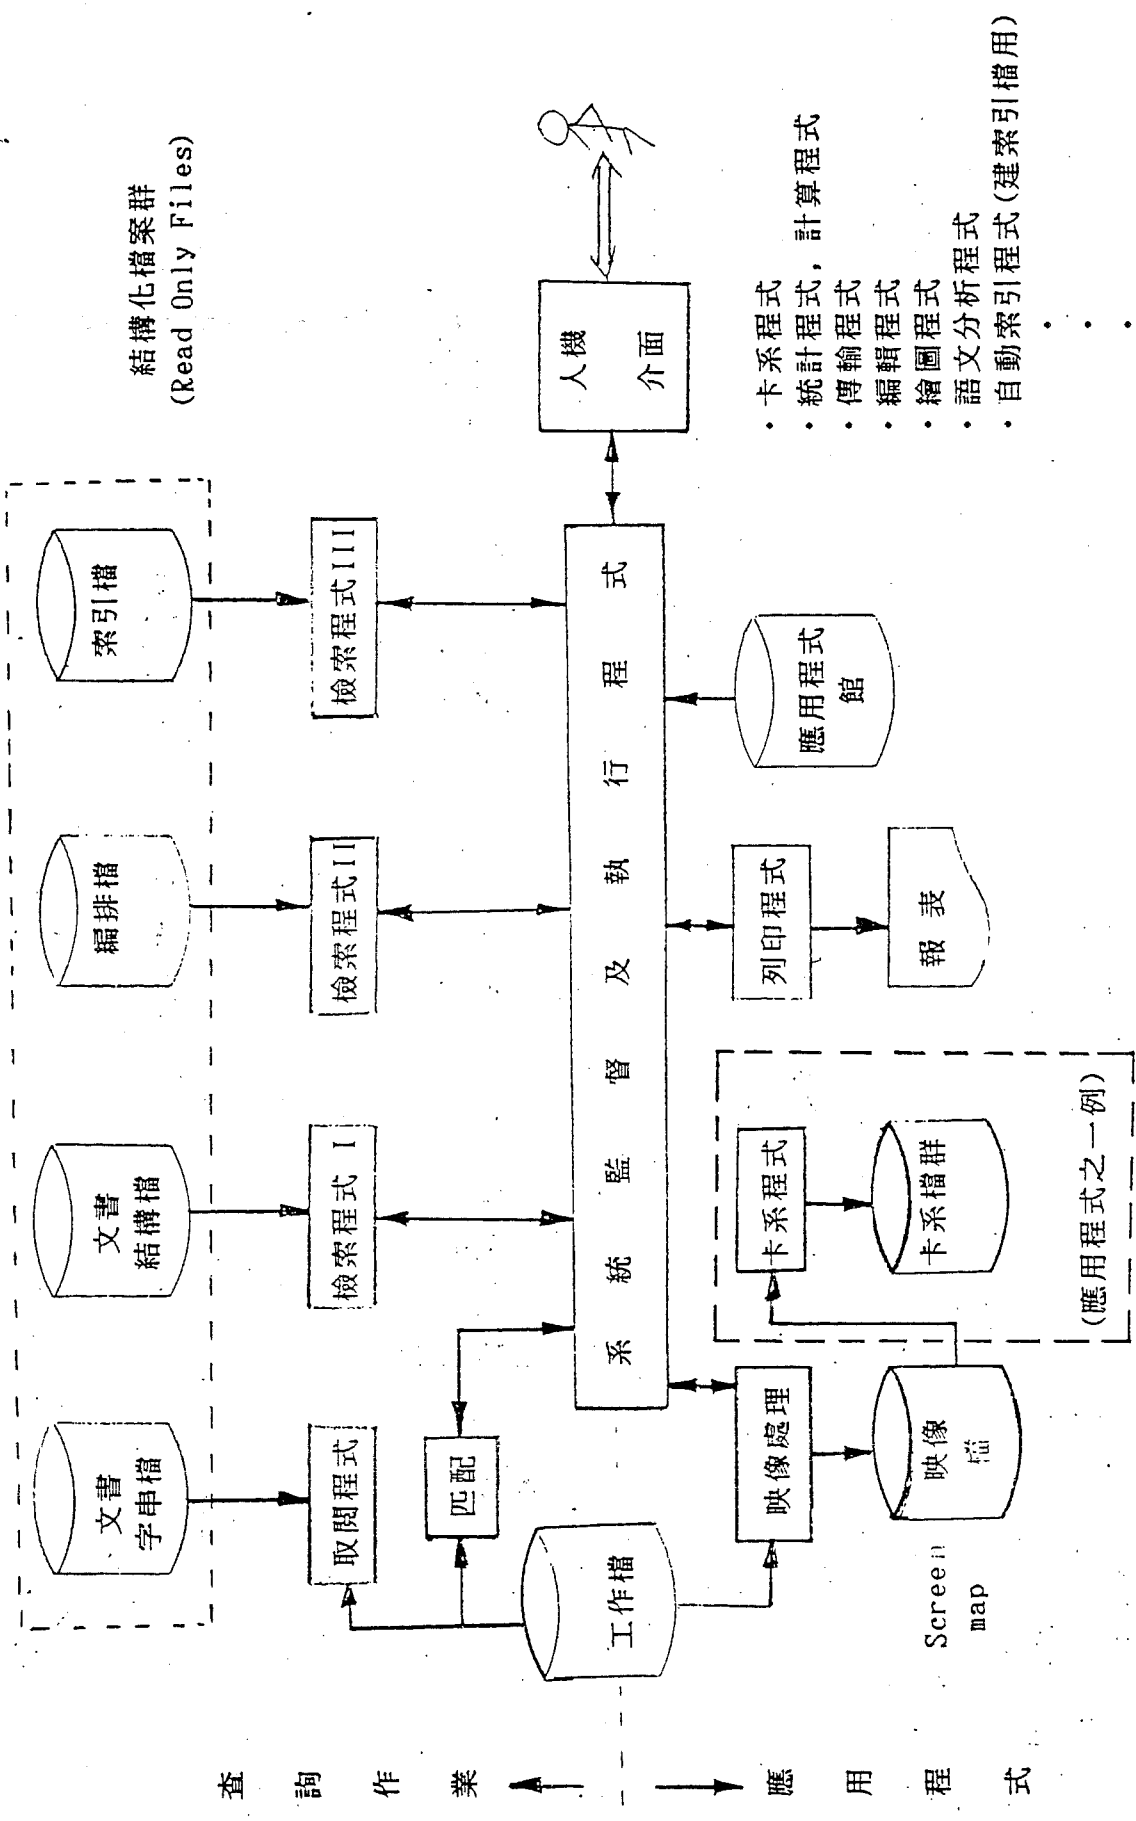 結構化檔案群
(Read Only Files)
文書
字串檔
文書
結構檔
編排檔
索引檔
取閱程式
檢索程式 I
檢索程式II
檢索程式III
匹配
工作檔
系統監督及執行程式
人機
介面
映像處理
映像
檔
Screen
map
卡系程式
卡系檔群
(應用程式之一例)
列印程式
報表
應用程式
館
・卡系程式
・統計程式，計算程式
・傳輸程式
・編輯程式
・繪圖程式
・語文分析程式
・自動索引程式(建索引檔用)
・
・
・
查詢作業
應用程式